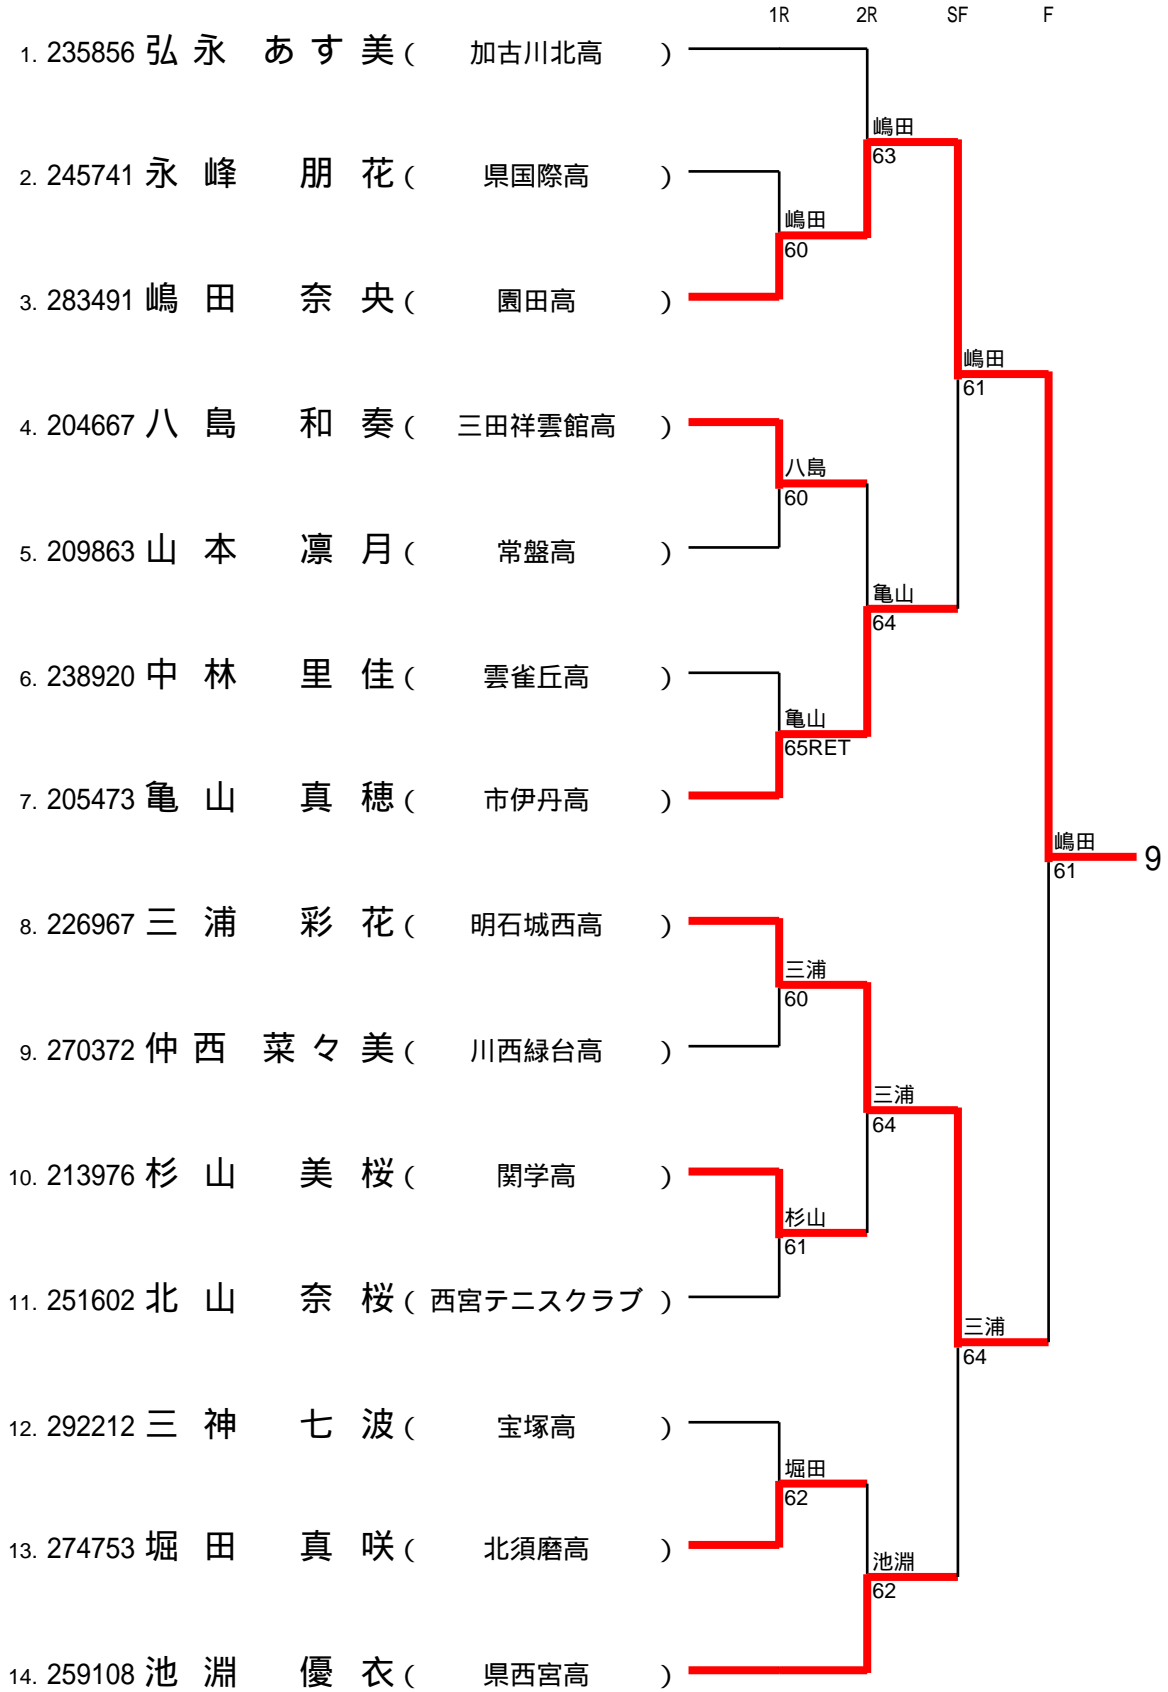 1R 2R SF F
1. 235856 弘永 あす美 ( 加古川北高 )
嶋田
63
2. 245741 永峰 朋花 ( 県国際高 )
嶋田
60
3. 283491 嶋田 奈央 ( 園田高 )
嶋田
61
4. 204667 八島 和奏 ( 三田祥雲館高 )
八島
60
5. 209863 山本 凛月 ( 常盤高 )
亀山
64
6. 238920 中林 里佳 ( 雲雀丘高 )
亀山
65RET
7. 205473 亀山 真穂 ( 市伊丹高 )
嶋田
61
9
8. 226967 三浦 彩花 ( 明石城西高 )
三浦
60
9. 270372 仲西 菜々美 ( 川西緑台高 )
三浦
64
10. 213976 杉山 美桜 ( 関学高 )
杉山
61
11. 251602 北山 奈桜 ( 西宮テニスクラブ )
三浦
64
12. 292212 三神 七波 ( 宝塚高 )
堀田
62
13. 274753 堀田 真咲 ( 北須磨高 )
池淵
62
14. 259108 池淵 優衣 ( 県西宮高 )